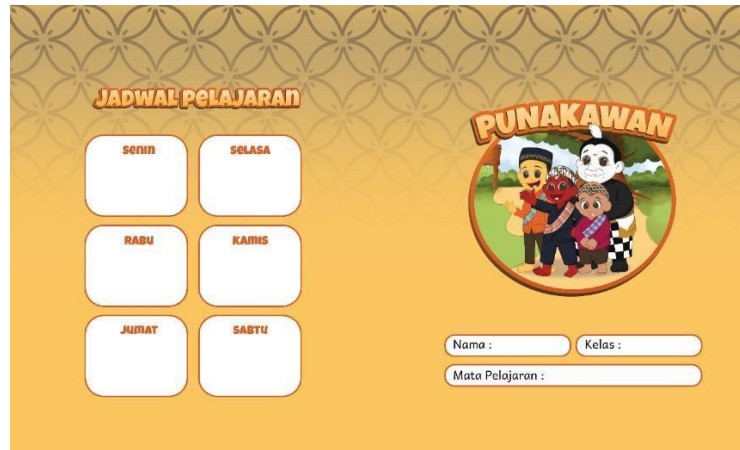 JADWAL PELAJARAN
SENIN
SELASA
RABU
KAMIS
JUMAT
SABTU
PUNAKAWAN
Nama :
Kelas :
Mata Pelajaran :